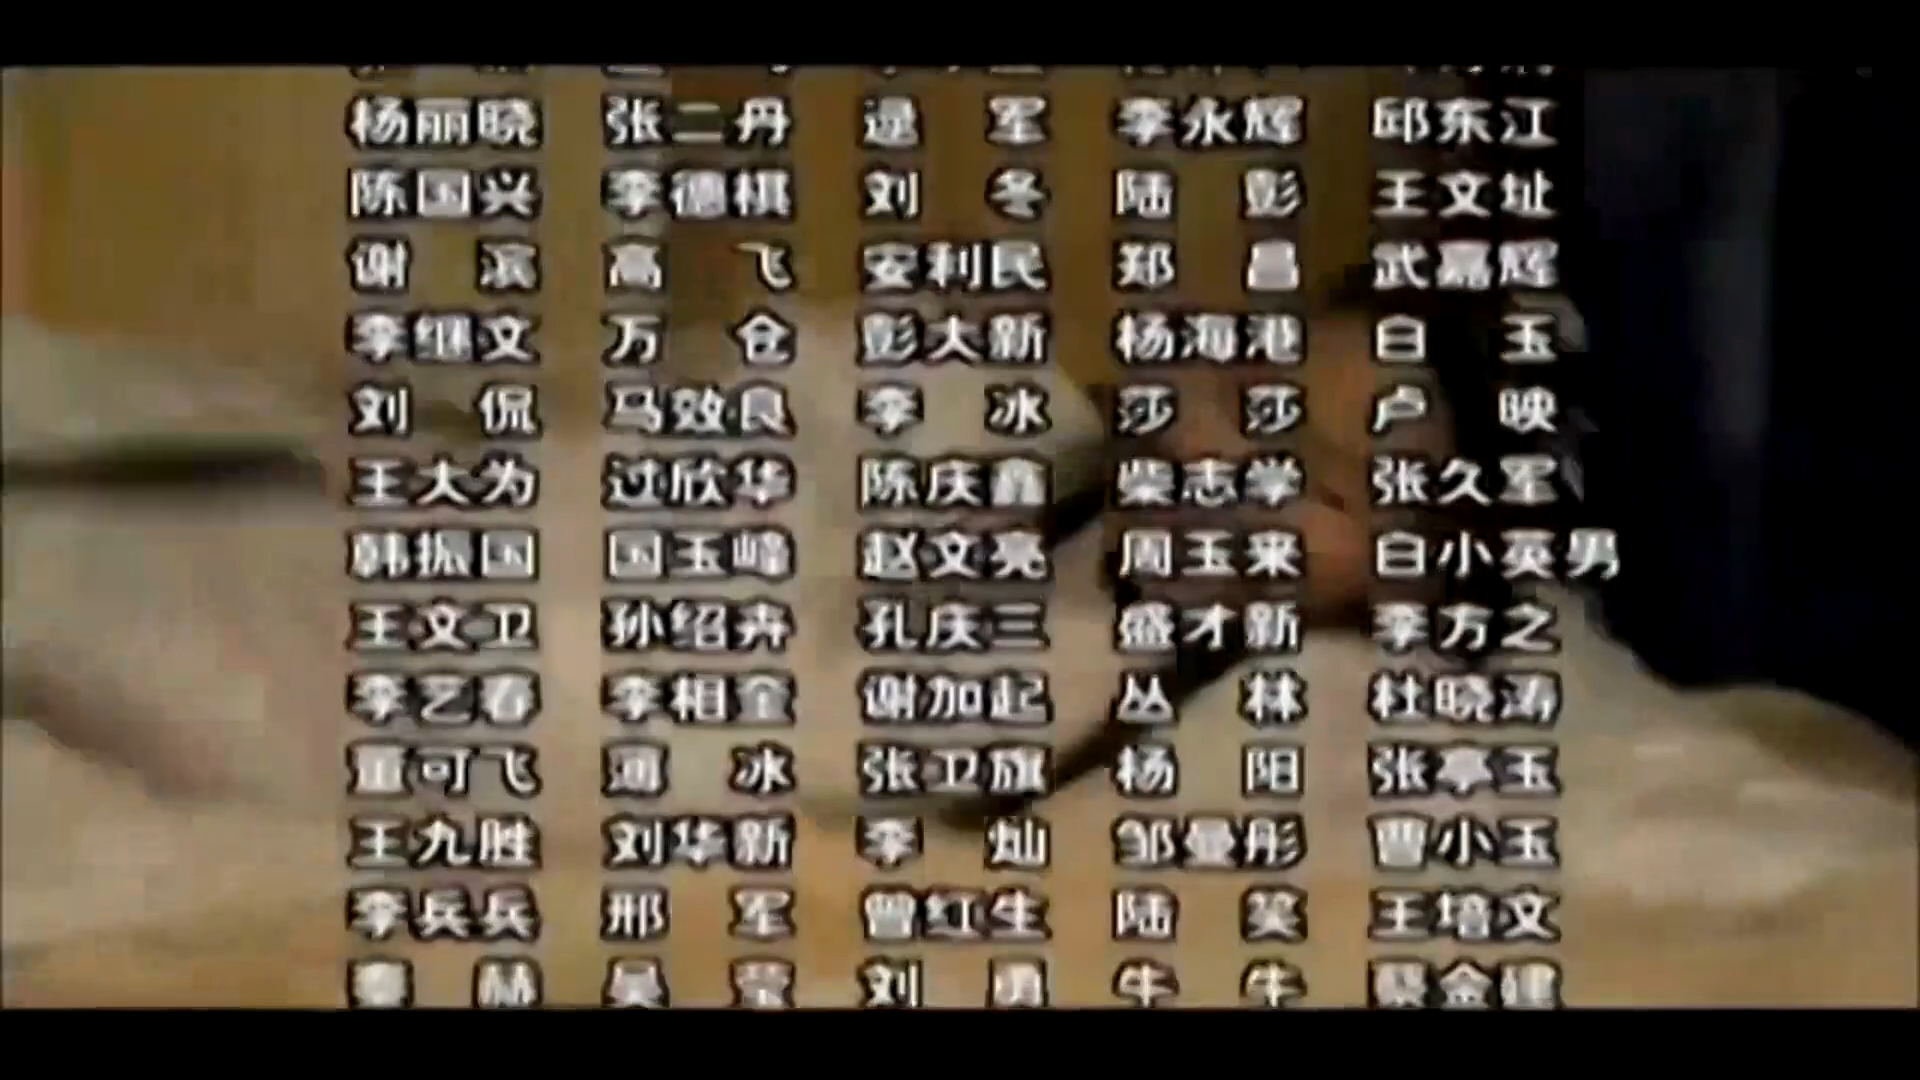 杨丽晓 张二丹 逯军 李永辉 邱东江
陈国兴 李德棋 刘冬 陆彭 王文址
谢滨 高飞 安利民 郑昌 武嘉辉
李继文 万仓 彭大新 杨海港 白玉
刘侃 马效良 李冰 莎莎 卢映
王大为 过欣华 陈庆鑫 柴志学 张久军
韩振国 国玉峰 赵文亮 周玉来 白小英男
王文卫 孙绍卉 孔庆三 盛才新 李方之
李艺春 李相全 谢加起 丛林 杜晓涛
董可飞 冰 张卫旗 杨阳 张亭玉
王九胜 刘华新 李灿 邹曼彤 曹小玉
李兵兵 邢军 曾红生 陆笑 王培文
刘勇 牛牛 金建